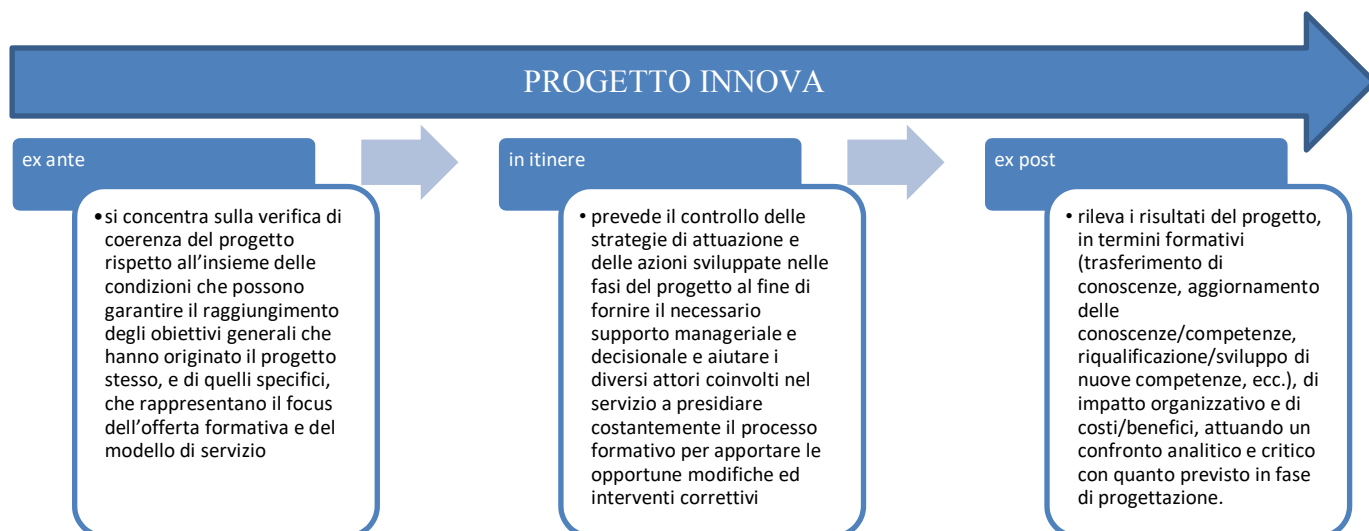 PROGETTO INNOVA
ex ante
•si concentra sulla verifica di
coerenza del progetto
rispetto all’insieme delle
condizioni che possono
garantire il raggiungimento
degli obiettivi generali che
hanno originato il progetto
stesso, e di quelli specifici,
che rappresentano il focus
dell’offerta formativa e del
modello di servizio
in itinere
• prevede il controllo delle
strategie di attuazione e
delle azioni sviluppate nelle
fasi del progetto al fine di
fornire il necessario
supporto manageriale e
decisionale e aiutare i
diversi attori coinvolti nel
servizio a presidiare
costantemente il processo
formativo per apportare le
opportune modifiche ed
interventi correttivi
ex post
• rileva i risultati del progetto,
in termini formativi
(trasferimento di
conoscenze, aggiornamento
delle
conoscenze/competenze,
riqualificazione/sviluppo di
nuove competenze, ecc.), di
impatto organizzativo e di
costi/benefici, attuando un
confronto analitico e critico
con quanto previsto in fase
di progettazione.